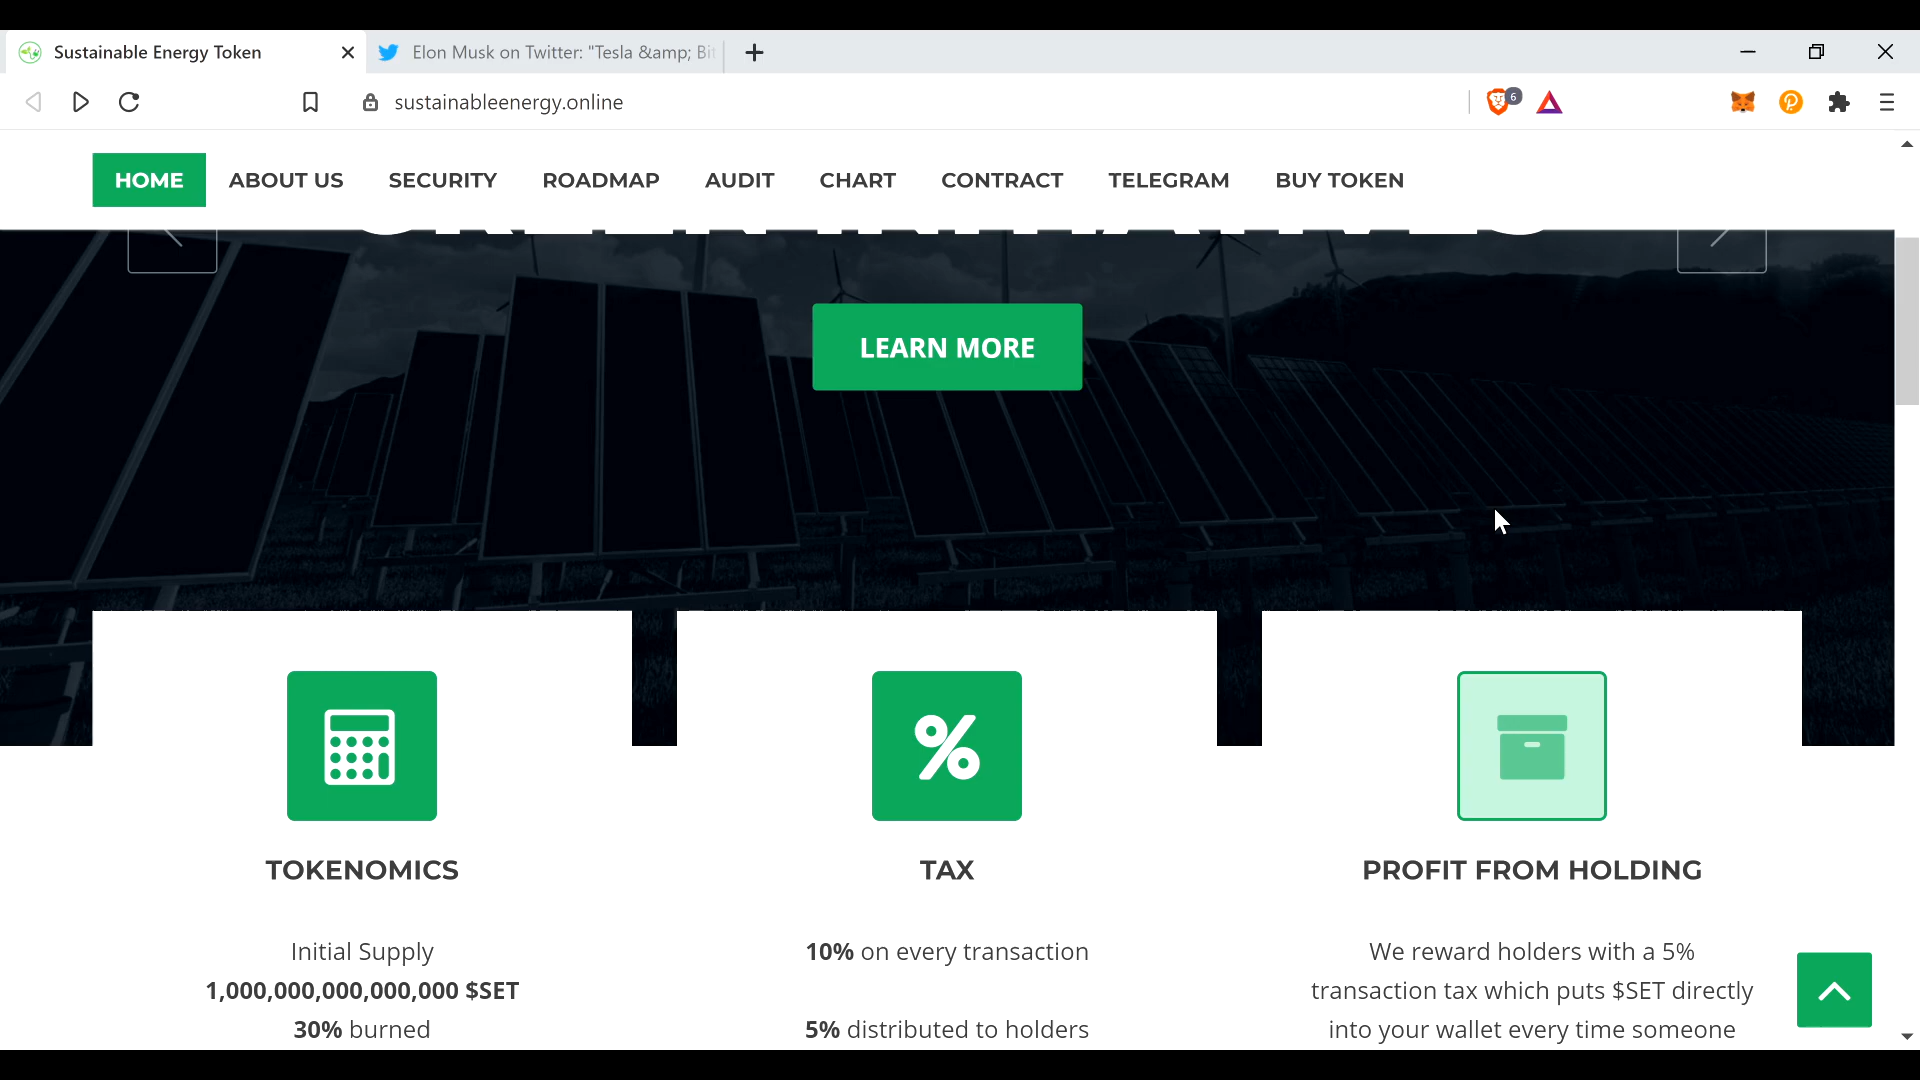 Sustainable Energy Token
Elon Musk on Twitter: "Tesla &amp; Bit
sustainableenergy.online
6
HOME
ABOUT US
SECURITY
ROADMAP
AUDIT
CHART
CONTRACT
TELEGRAM
BUY TOKEN
LEARN MORE
%
TOKENOMICS
Initial Supply
1,000,000,000,000,000 $SET
30% burned
TAX
10% on every transaction
5% distributed to holders
PROFIT FROM HOLDING
We reward holders with a 5%
transaction tax which puts $SET directly
into your wallet every time someone